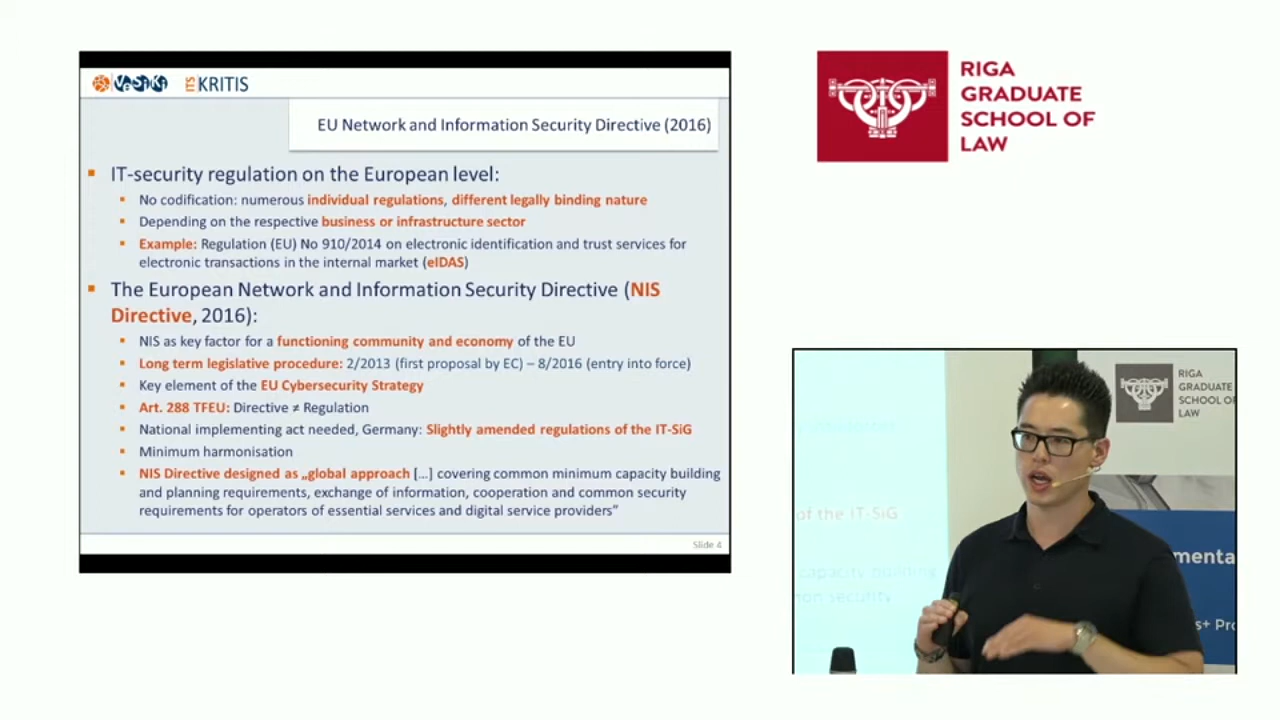 VeSiKi
ITS KRITIS
EU Network and Information Security Directive (2016)
IT-security regulation on the European level:
No codification: numerous individual regulations, different legally binding nature
Depending on the respective business or infrastructure sector
Example: Regulation (EU) No 910/2014 on electronic identification and trust services for
electronic transactions in the internal market (eIDAS)
The European Network and Information Security Directive (NIS
Directive, 2016):
NIS as key factor for a functioning community and economy of the EU
Long term legislative procedure: 2/2013 (first proposal by EC) – 8/2016 (entry into force)
Key element of the EU Cybersecurity Strategy
Art. 288 TFEU: Directive ≠ Regulation
National implementing act needed, Germany: Slightly amended regulations of the IT-SiG
Minimum harmonisation
NIS Directive designed as „global approach […] covering common minimum capacity building
and planning requirements, exchange of information, cooperation and common security
requirements for operators of essential services and digital service providers”
Slide 4
RIGA
GRADUATE
SCHOOL OF
LAW
RIGA
GRADUATE
SCHOOL OF
LAW
of the IT-SiG
capacity building
on security
menta
s+ Pro